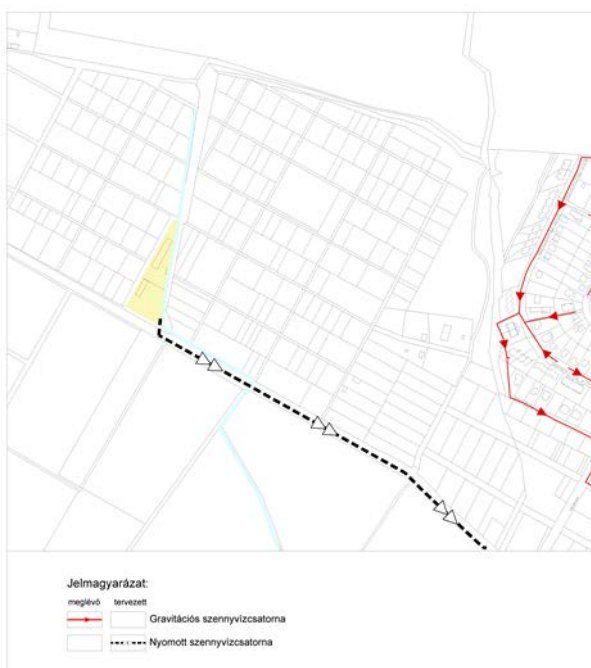 Jelmagyarázat:
meglévő tervezett
Gravitációs szennyvízcsatorna
Nyomott szennyvízcsatorna